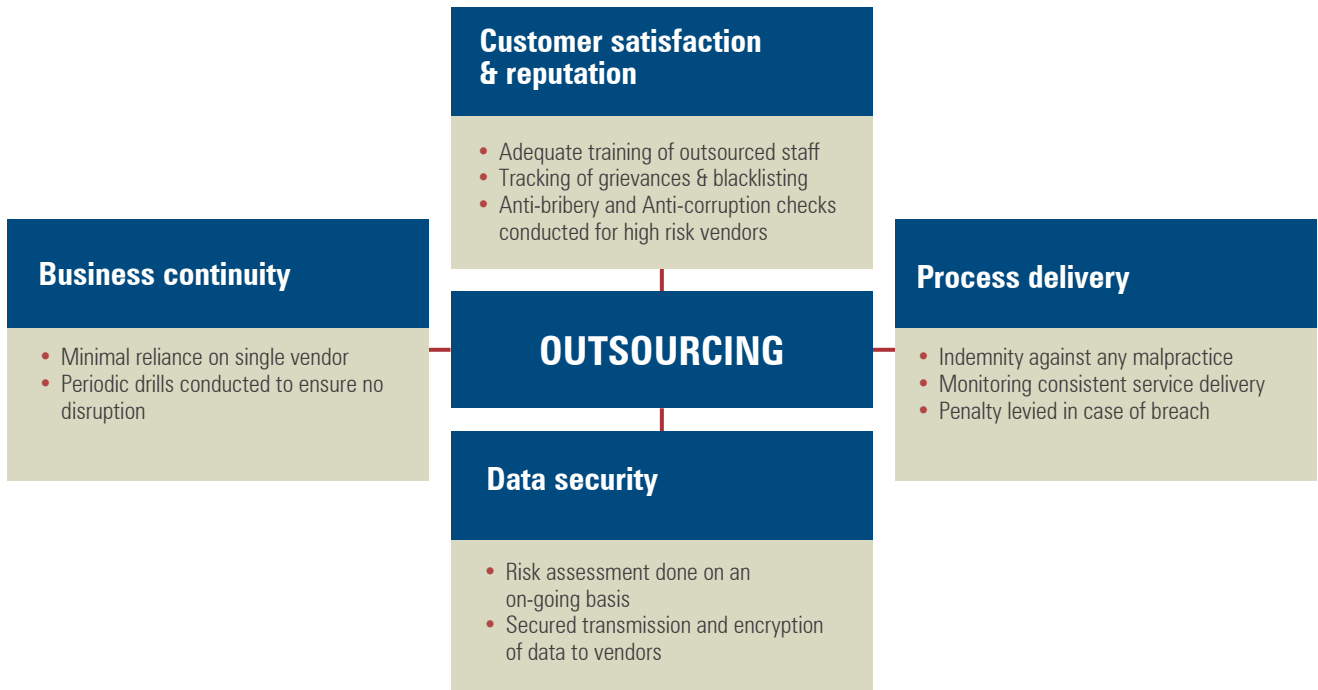 Customer satisfaction
& reputation
• Adequate training of outsourced staff
• Tracking of grievances & blacklisting
• Anti-bribery and Anti-corruption checks
conducted for high risk vendors
Business continuity
• Minimal reliance on single vendor
• Periodic drills conducted to ensure no
disruption
OUTSOURCING
Process delivery
• Indemnity against any malpractice
• Monitoring consistent service delivery
• Penalty levied in case of breach
Data security
• Risk assessment done on an
on-going basis
• Secured transmission and encryption
of data to vendors